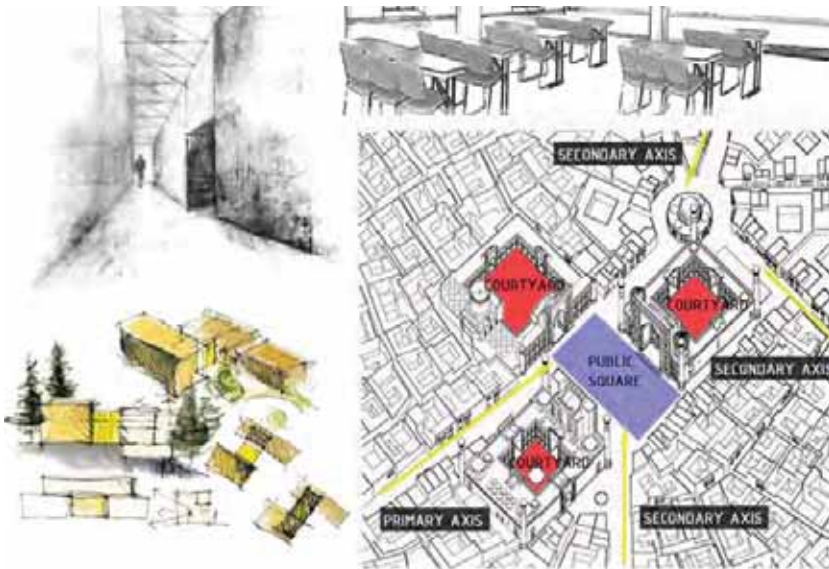 SECONDARY AXIS
COURTYARD
COURTYARD
PUBLIC
SQUARE
SECONDARY AXIS
COURTYARD
PRIMARY AXIS
SECONDARY AXIS